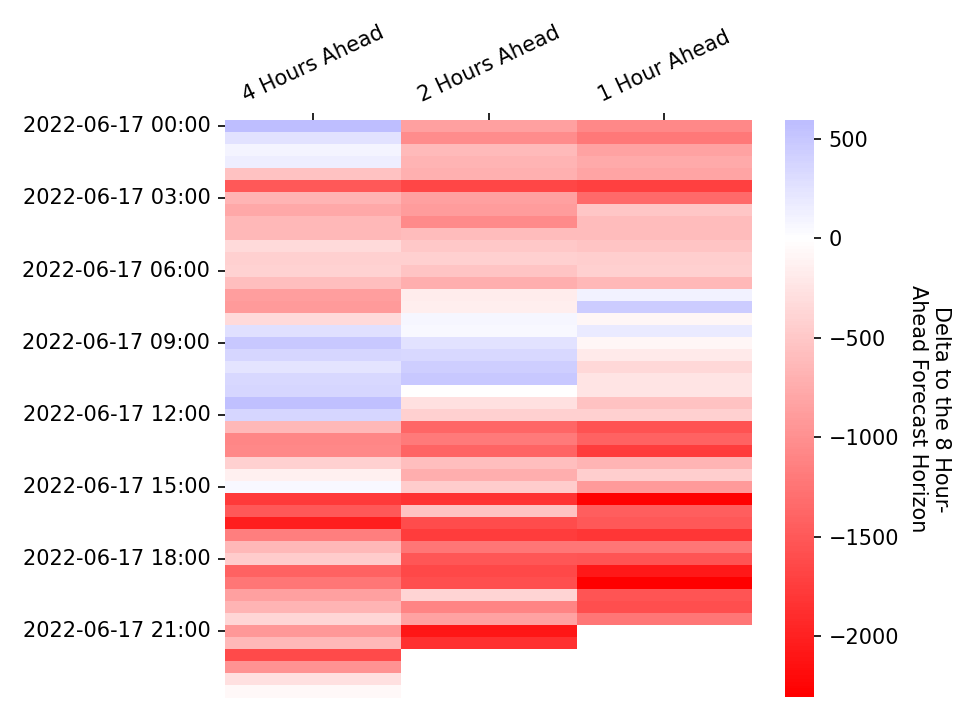 4 Hours Ahead
2 Hours Ahead
1 Hour Ahead
2022-06-17 00:00
2022-06-17 03:00
2022-06-17 06:00
2022-06-17 09:00
2022-06-17 12:00
2022-06-17 15:00
2022-06-17 18:00
2022-06-17 21:00
500
0
−500
−1000
−1500
−2000
Delta to the 8 Hour-
Ahead Forecast Horizon